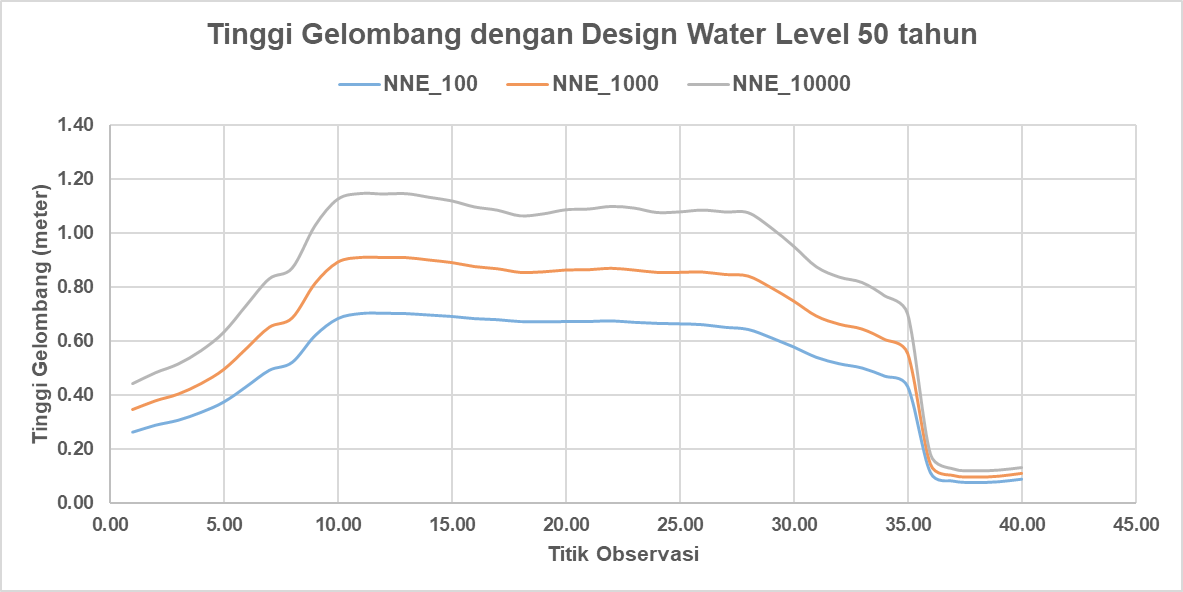 Tinggi Gelombang dengan Design Water Level 50 tahun
NNE_100 NNE_1000 NNE_10000
Tinggi Gelombang (meter)
1.40
1.20
1.00
0.80
0.60
0.40
0.20
0.00
0.00 5.00 10.00 15.00 20.00 25.00 30.00 35.00 40.00 45.00
Titik Observasi